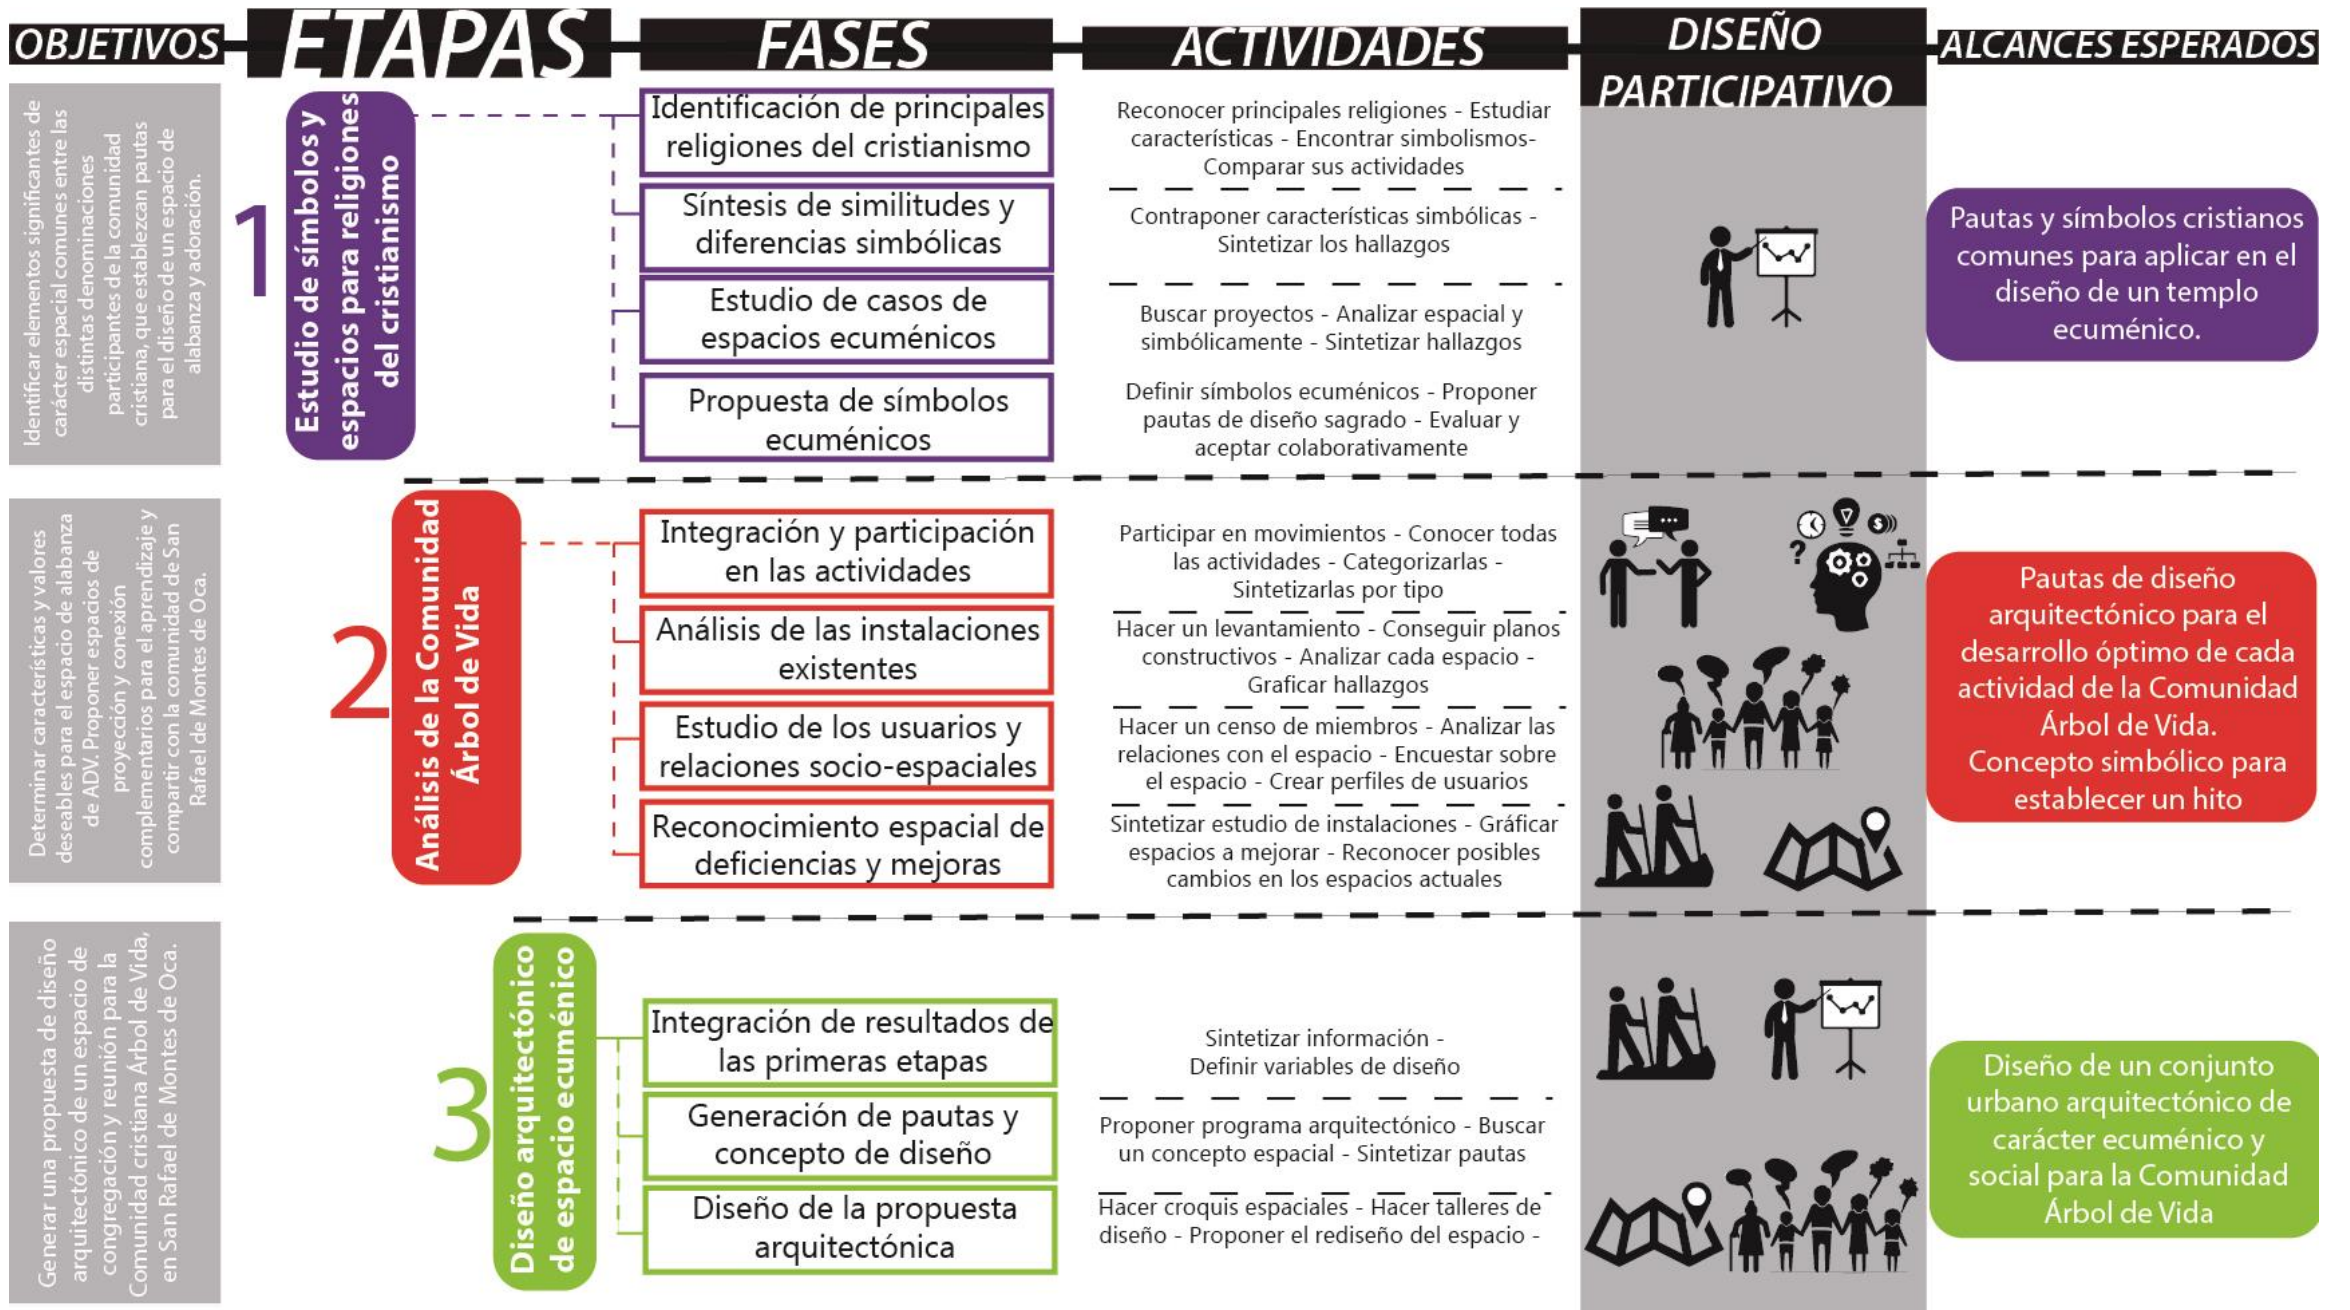 OBJETIVOS
ETAPAS
FASES
ACTIVIDADES
DISEÑO
PARTICIPATIVO
ALCANCES ESPERADOS
Identificar elementos significantes de
carácter espacial comunes entre las
distintas denominaciones
participantes de la comunidad
cristiana, que establezcan pautas
para el diseño de un espacio de
alabanza y adoración.
1
Estudio de símbolos y
espacios para religiones
del cristianismo
Identificación de principales
religiones del cristianismo
Reconocer principales religiones - Estudiar
características - Encontrar simbolismos-
Comparar sus actividades
Síntesis de similitudes y
diferencias simbólicas
Contraponer características simbólicas -
Sintetizar los hallazgos
Estudio de casos de
espacios ecuménicos
Buscar proyectos - Analizar espacial y
simbólicamente - Sintetizar hallazgos
Propuesta de símbolos
ecuménicos
Definir símbolos ecuménicos - Proponer
pautas de diseño sagrado - Evaluar y
aceptar colaborativamente
Pautas y símbolos cristianos
comunes para aplicar en el
diseño de un templo
ecuménico.
Determinar características y valores
deseables para el espacio de alabanza
de ADV. Proponer espacios de
proyección y conexión
complementarios para el aprendizaje y
compartir con la comunidad de San
Rafael de Montes de Oca.
2
Análisis de la Comunidad
Árbol de Vida
Integración y participación
en las actividades
Participar en movimientos - Conocer todas
las actividades - Categorizarlas -
Sintetizarlas por tipo
Análisis de las instalaciones
existentes
Hacer un levantamiento - Conseguir planos
constructivos - Analizar cada espacio -
Graficar hallazgos
Estudio de los usuarios y
relaciones socio-espaciales
Hacer un censo de miembros - Analizar las
relaciones con el espacio - Encuestar sobre
el espacio - Crear perfiles de usuarios
Reconocimiento espacial de
deficiencias y mejoras
Sintetizar estudio de instalaciones - Gráficar
espacios a mejorar - Reconocer posibles
cambios en los espacios actuales
?
$
Pautas de diseño
arquitectónico para el
desarrollo óptimo de cada
actividad de la Comunidad
Árbol de Vida.
Concepto simbólico para
establecer un hito
Generar una propuesta de diseño
arquitectónico de un espacio de
congregación y reunión para la
Comunidad cristiana Árbol de Vida,
en San Rafael de Montes de Oca.
3
Diseño arquitectónico
de espacio ecuménico
Integración de resultados de
las primeras etapas
Sintetizar información -
Definir variables de diseño
Generación de pautas y
concepto de diseño
Proponer programa arquitectónico - Buscar
un concepto espacial - Sintetizar pautas
Diseño de la propuesta
arquitectónica
Hacer croquis espaciales - Hacer talleres de
diseño - Proponer el rediseño del espacio -
Diseño de un conjunto
urbano arquitectónico de
carácter ecuménico y
social para la Comunidad
Árbol de Vida